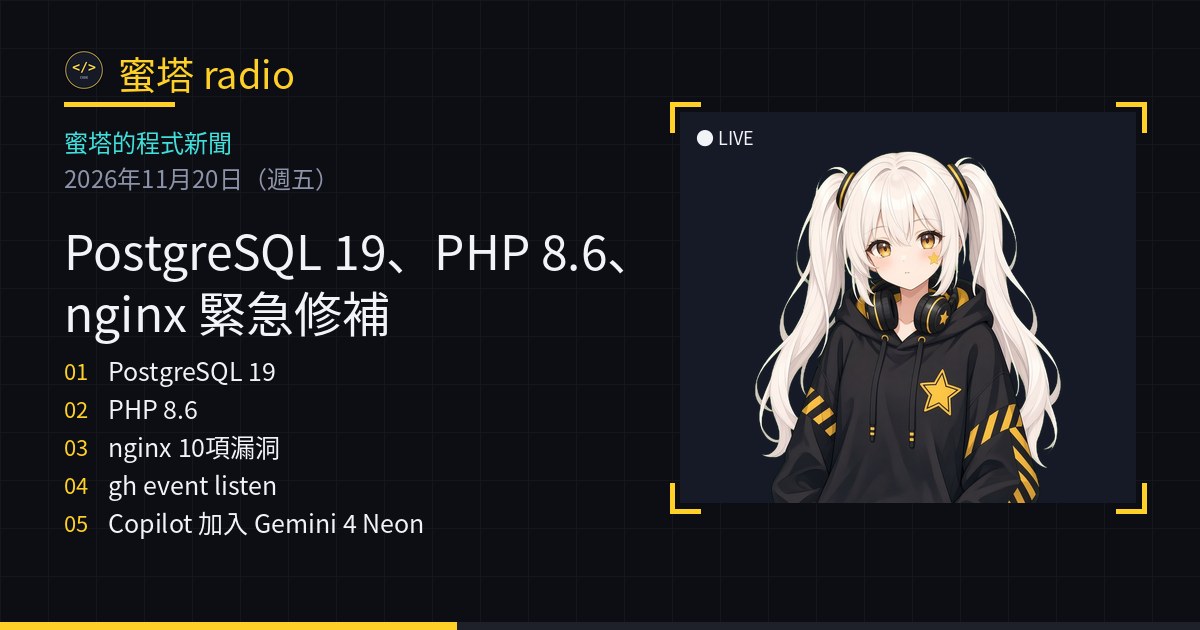 </>
蜜塔 radio
蜜塔的程式新聞
2026年11月20日（週五）
PostgreSQL 19、PHP 8.6、
nginx 緊急修補
01 PostgreSQL 19
02 PHP 8.6
03 nginx 10項漏洞
04 gh event listen
05 Copilot 加入 Gemini 4 Neon
LIVE